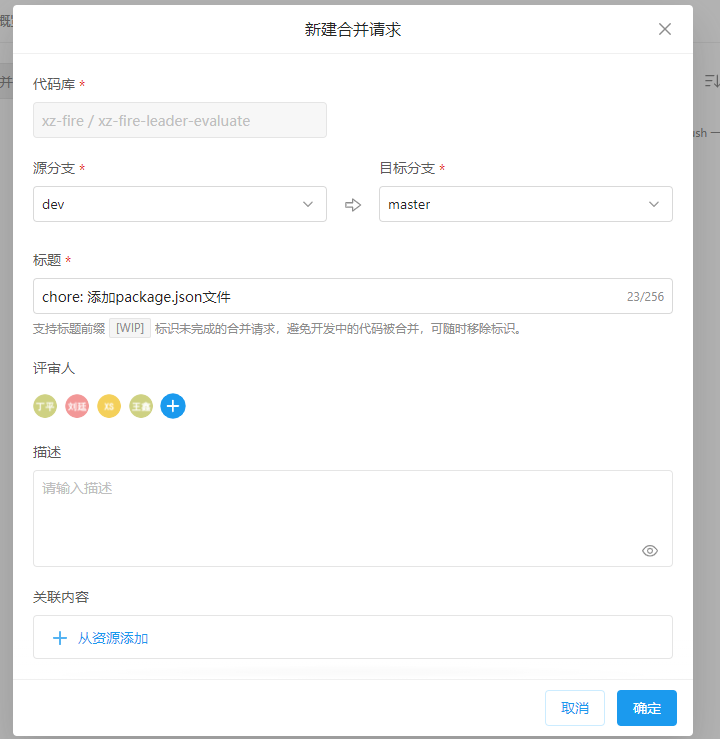 新建合并请求
代码库 *
xz-fire / xz-fire-leader-evaluate
源分支 *
目标分支 *
dev
master
标题 *
chore: 添加package.json文件
23/256
支持标题前缀 [WIP] 标识未完成的合并请求，避免开发中的代码被合并，可随时移除标识。
评审人
丁平 刘廷 王鑫
描述
请输入描述
关联内容
从资源添加
取消
确定